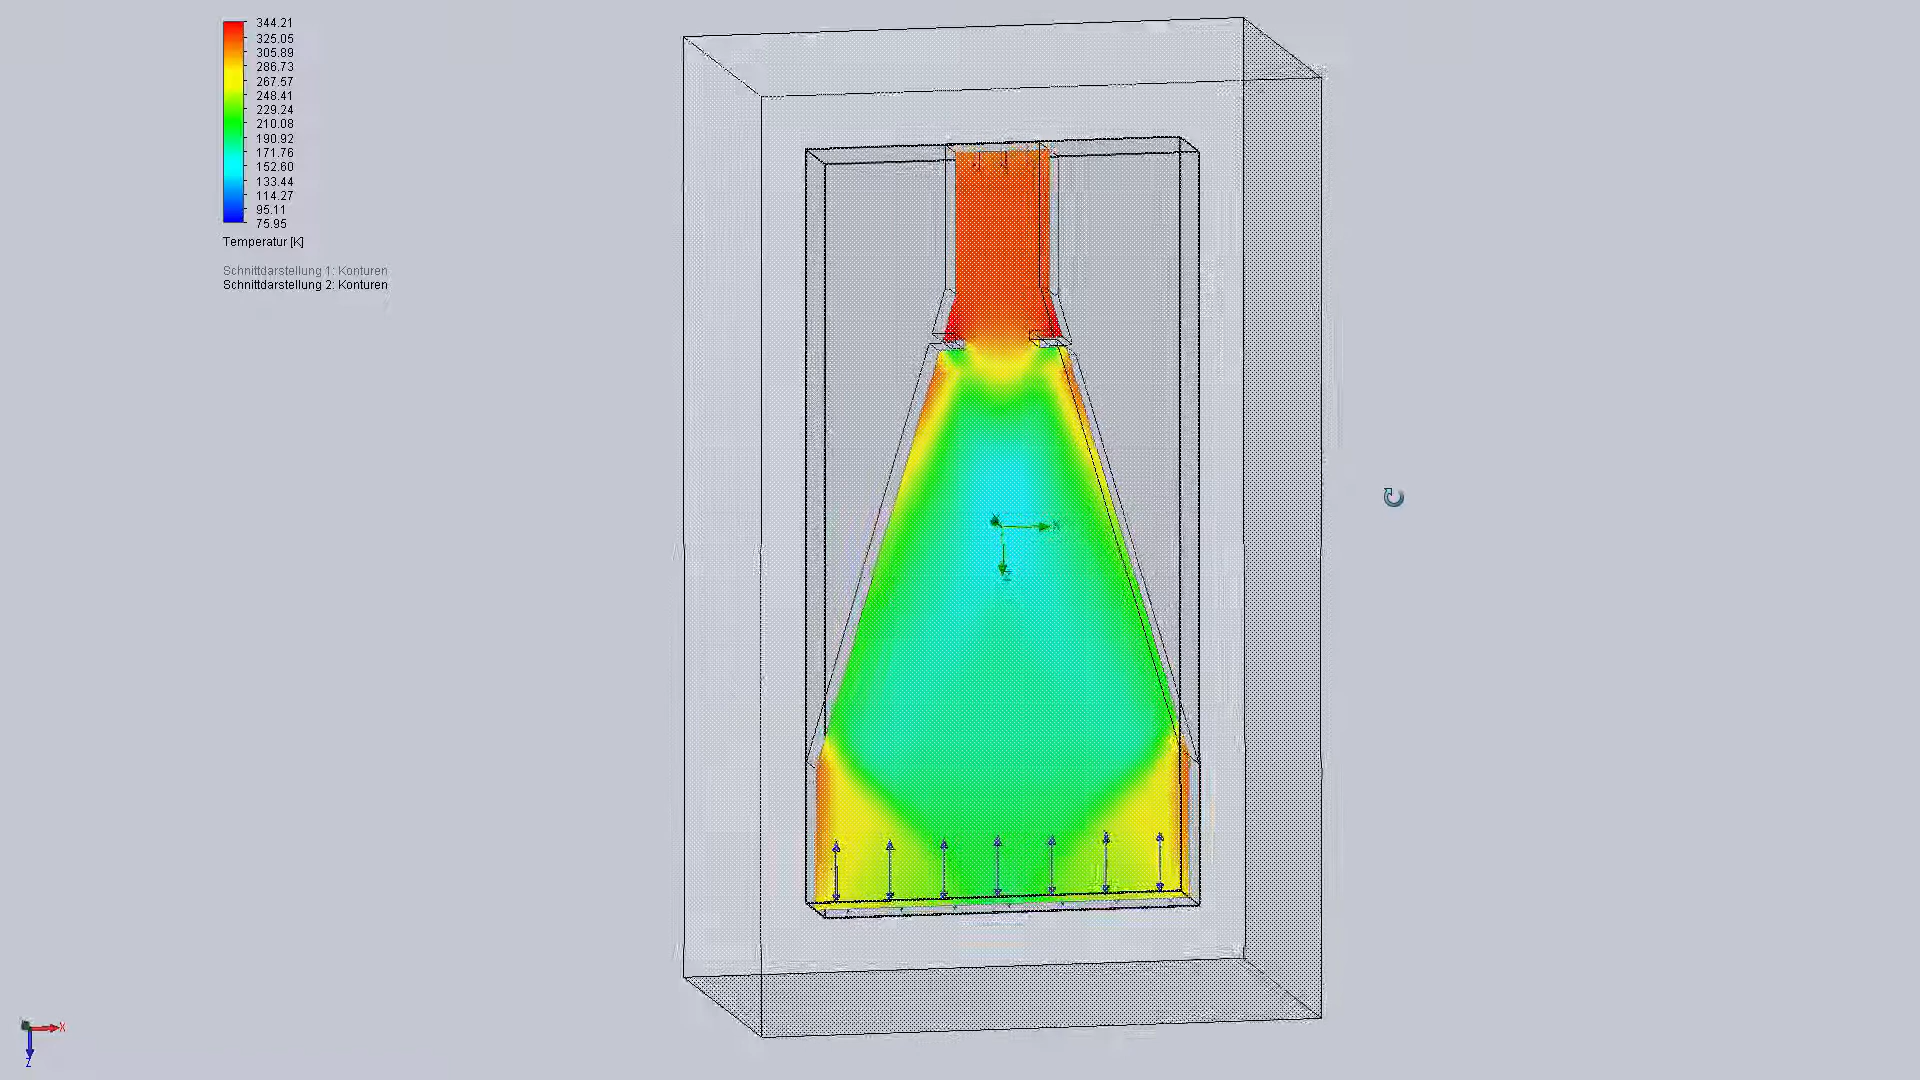 344.21
325.05
305.89
286.73
267.57
248.41
229.24
210.08
190.92
171.76
152.60
133.44
114.27
95.11
75.95
Temperatur [K]
Schnittdarstellung 1: Konturen
Schnittdarstellung 2: Konturen
X
Z
X
Z